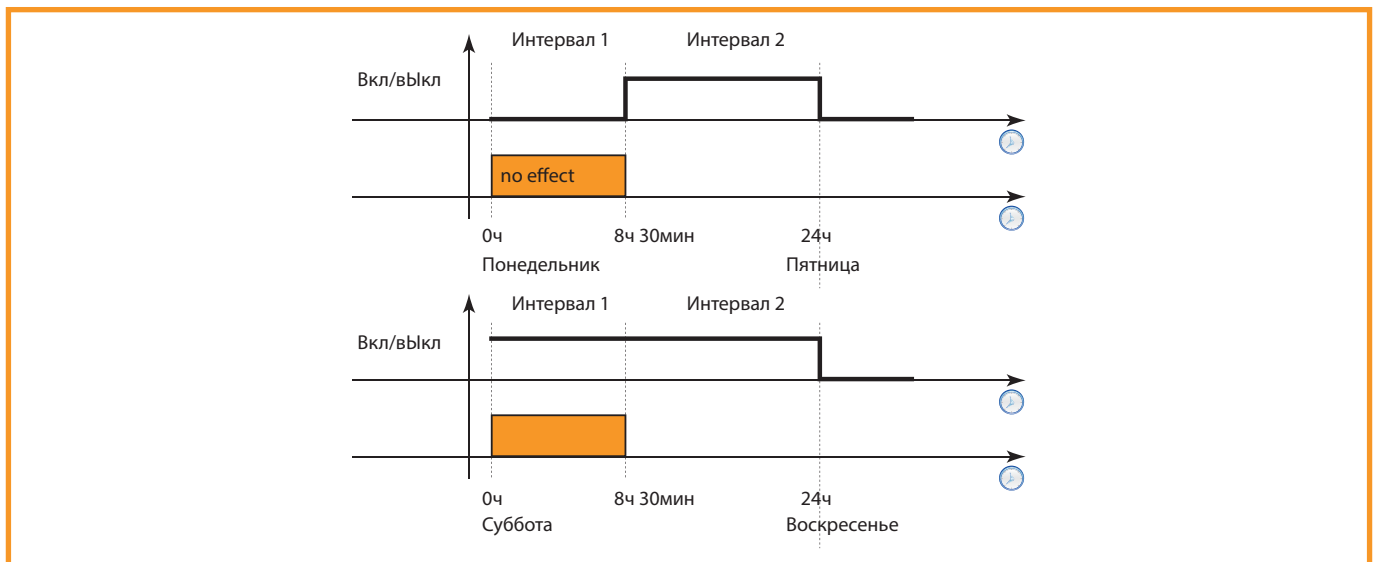 Интервал 1 Интервал 2
Вкл/вЫкл
no effect
0ч 8ч 30мин 24ч
Понедельник Пятница
Интервал 1 Интервал 2
Вкл/вЫкл
0ч 8ч 30мин 24ч
Суббота Воскресенье